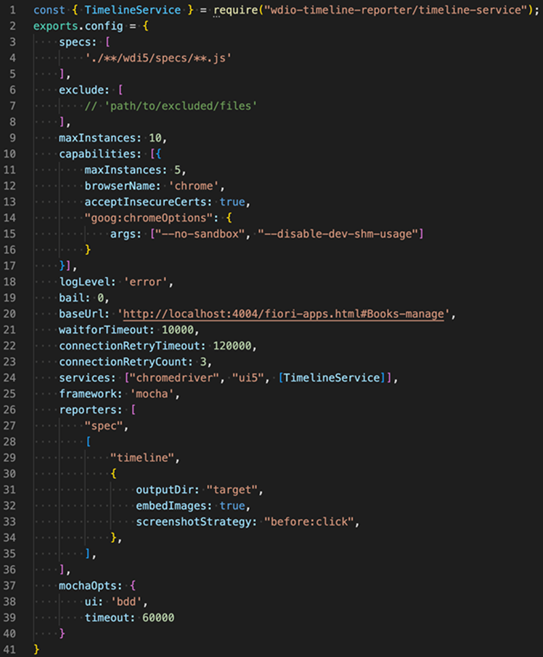 1 const { TimelineService } = require("wdio-timeline-reporter/timeline-service");
2 exports.config = {
3     specs: [
4         './**/wdi5/specs/**.js'
5     ],
6     exclude: [
7         // 'path/to/excluded/files'
8     ],
9     maxInstances: 10,
10     capabilities: [{
11         maxInstances: 5,
12         browserName: 'chrome',
13         acceptInsecureCerts: true,
14         "goog:chromeOptions": {
15             args: ["--no-sandbox", "--disable-dev-shm-usage"]
16         }
17     }],
18     logLevel: 'error',
19     bail: 0,
20     baseUrl: 'http://localhost:4004/fiori-apps.html#Books-manage',
21     waitforTimeout: 10000,
22     connectionRetryTimeout: 120000,
23     connectionRetryCount: 3,
24     services: ["chromedriver", "ui5", [TimelineService]],
25     framework: 'mocha',
26     reporters: [
27         "spec",
28         [
29             "timeline",
30             {
31                 outputDir: "target",
32                 embedImages: true,
33                 screenshotStrategy: "before:click",
34             },
35         ],
36     ],
37     mochaOpts: {
38         ui: 'bdd',
39         timeout: 60000
40     }
41 }